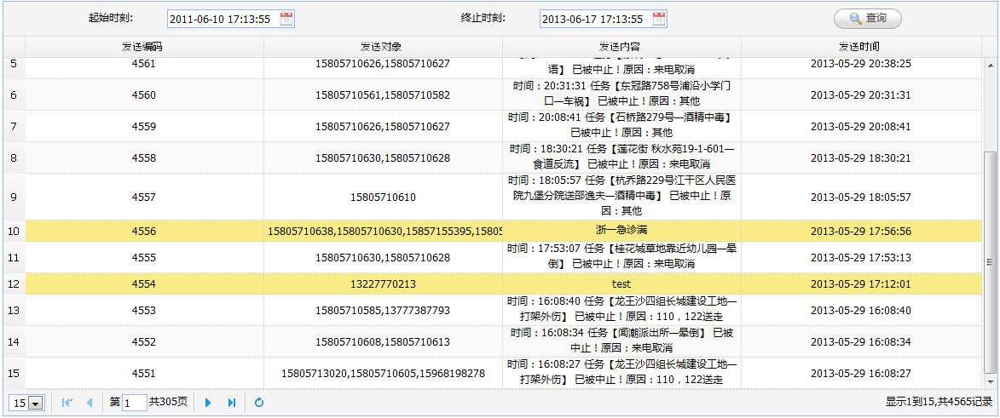 起始时刻: 2011-06-10 17:13:55 终止时刻: 2013-06-17 17:13:55 查询
发送编码 发送对象 发送内容 发送时间
5 4561 15805710626,15805710627 语】 已被中止！原因：来电取消 2013-05-29 20:38:25
6 4560 15805710561,15805710582 时间：20:31:31 任务【东冠路758号浦沿小学门
口—车祸】 已被中止！原因：其他 2013-05-29 20:31:31
7 4559 15805710626,15805710627 时间：20:08:41 任务【石桥路279号—酒精中毒】
已被中止！原因：其他 2013-05-29 20:08:41
8 4558 15805710630,15805710628 时间：18:30:21 任务【莲花街 秋水苑19-1-601—
食道反流】 已被中止！原因：来电取消 2013-05-29 18:30:21
9 4557 15805710610 时间：18:05:57 任务【杭乔路229号江干区人民医
院九堡分院送邵逸夫—酒精中毒】 已被中止！原
因：其他 2013-05-29 18:05:57
10 4556 15805710638,15805710630,15857155395,15805 浙一急诊满 2013-05-29 17:56:56
11 4555 15805710630,15805710628 时间：17:53:07 任务【桂花城草地靠近幼儿园—晕
倒】 已被中止！原因：来电取消 2013-05-29 17:53:13
12 4554 13227770213 test 2013-05-29 17:12:01
13 4553 15805710585,13777387793 时间：16:08:40 任务【龙王沙四组长城建设工地—
打架外伤】 已被中止！原因：110，122送走 2013-05-29 16:08:40
14 4552 15805710608,15805710613 时间：16:08:34 任务【闻潮派出所—晕倒】 已被
中止！原因：来电取消 2013-05-29 16:08:34
15 4551 15805713020,15805710605,15968198278 时间：16:08:27 任务【龙王沙四组长城建设工地—
打架外伤】 已被中止！原因：110，122送走 2013-05-29 16:08:27
15 第 1 共305页 显示1到15,共4565记录